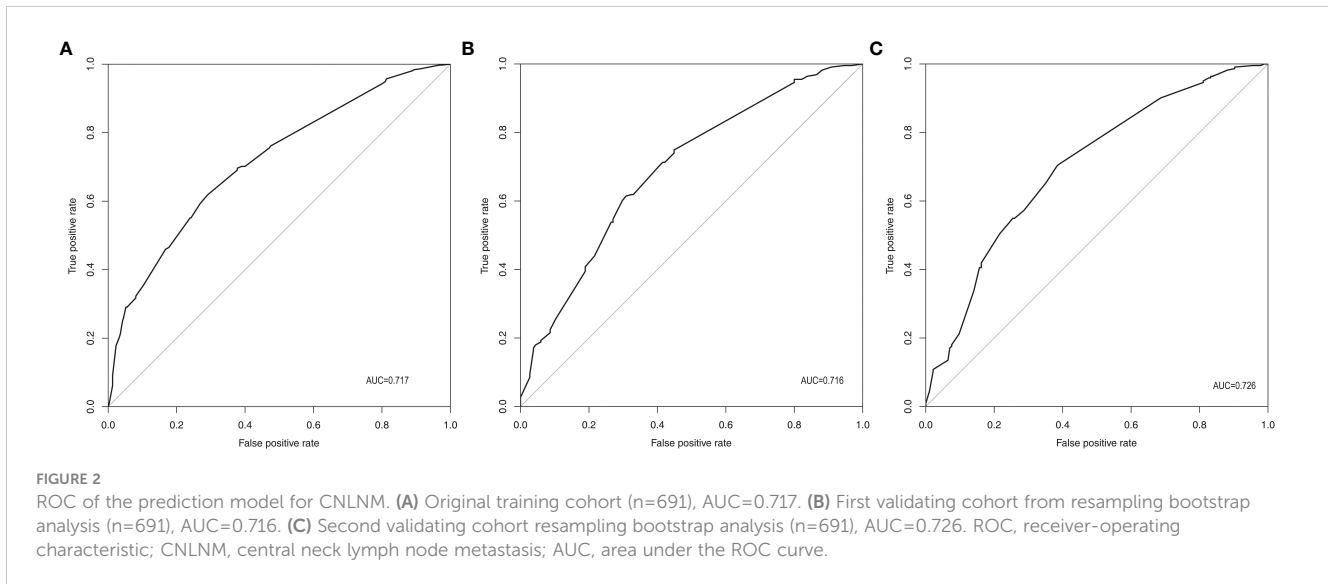 A
True positive rate
1.0
0.8
0.6
0.4
0.2
0.0
AUC=0.717
0.0 0.2 0.4 0.6 0.8 1.0
False positive rate
B
True positive rate
1.0
0.8
0.6
0.4
0.2
0.0
AUC=0.716
0.0 0.2 0.4 0.6 0.8 1.0
False positive rate
C
True positive rate
1.0
0.8
0.6
0.4
0.2
0.0
AUC=0.726
0.0 0.2 0.4 0.6 0.8 1.0
False positive rate
FIGURE 2
ROC of the prediction model for CNLNM. (A) Original training cohort (n=691), AUC=0.717. (B) First validating cohort from resampling bootstrap
analysis (n=691), AUC=0.716. (C) Second validating cohort resampling bootstrap analysis (n=691), AUC=0.726. ROC, receiver-operating
characteristic; CNLNM, central neck lymph node metastasis; AUC, area under the ROC curve.